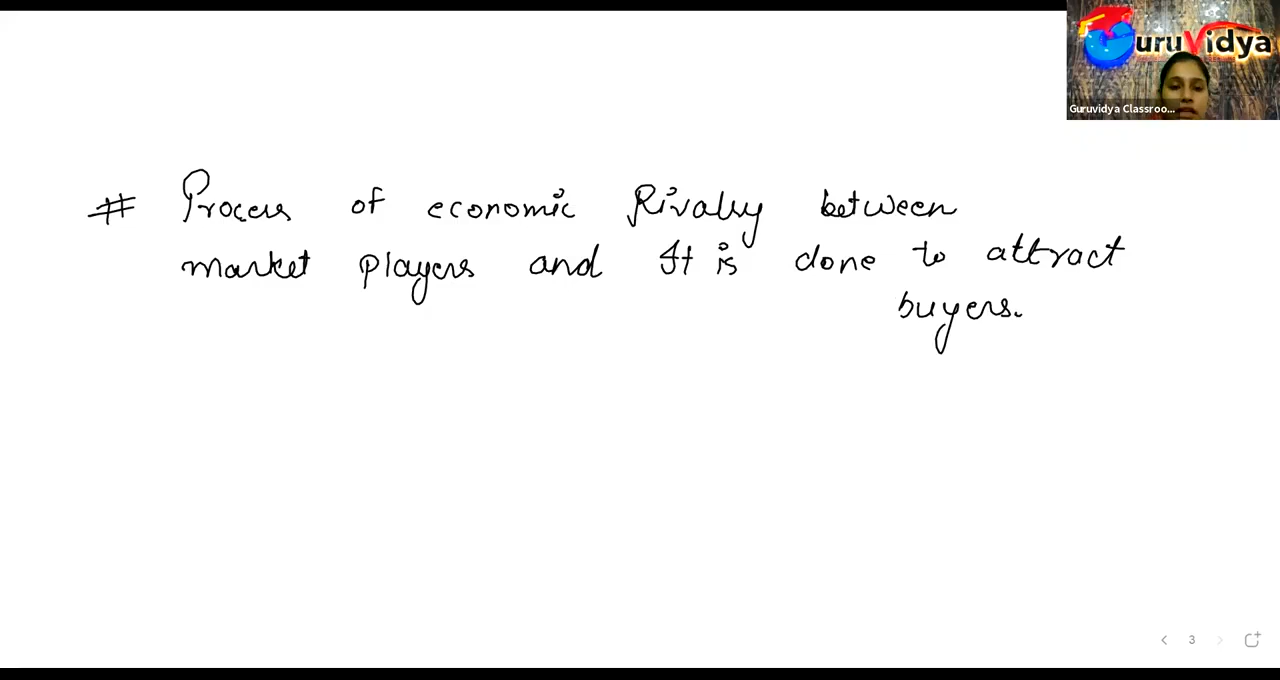 GuruVidya
Guruvidya Classroo...
# Process of economic Rivalry between
market players and It is done to attract
buyers.
3